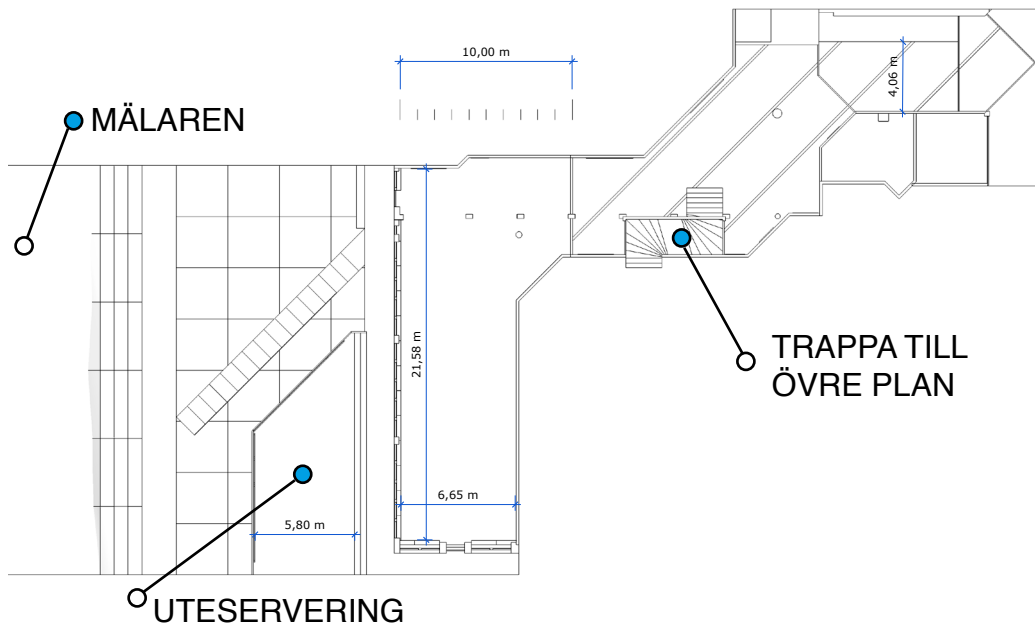 10,00 m
4,06 m
MÄLAREN
21,58 m
TRAPPA TILL
ÖVRE PLAN
6,65 m
5,80 m
UTESERVERING